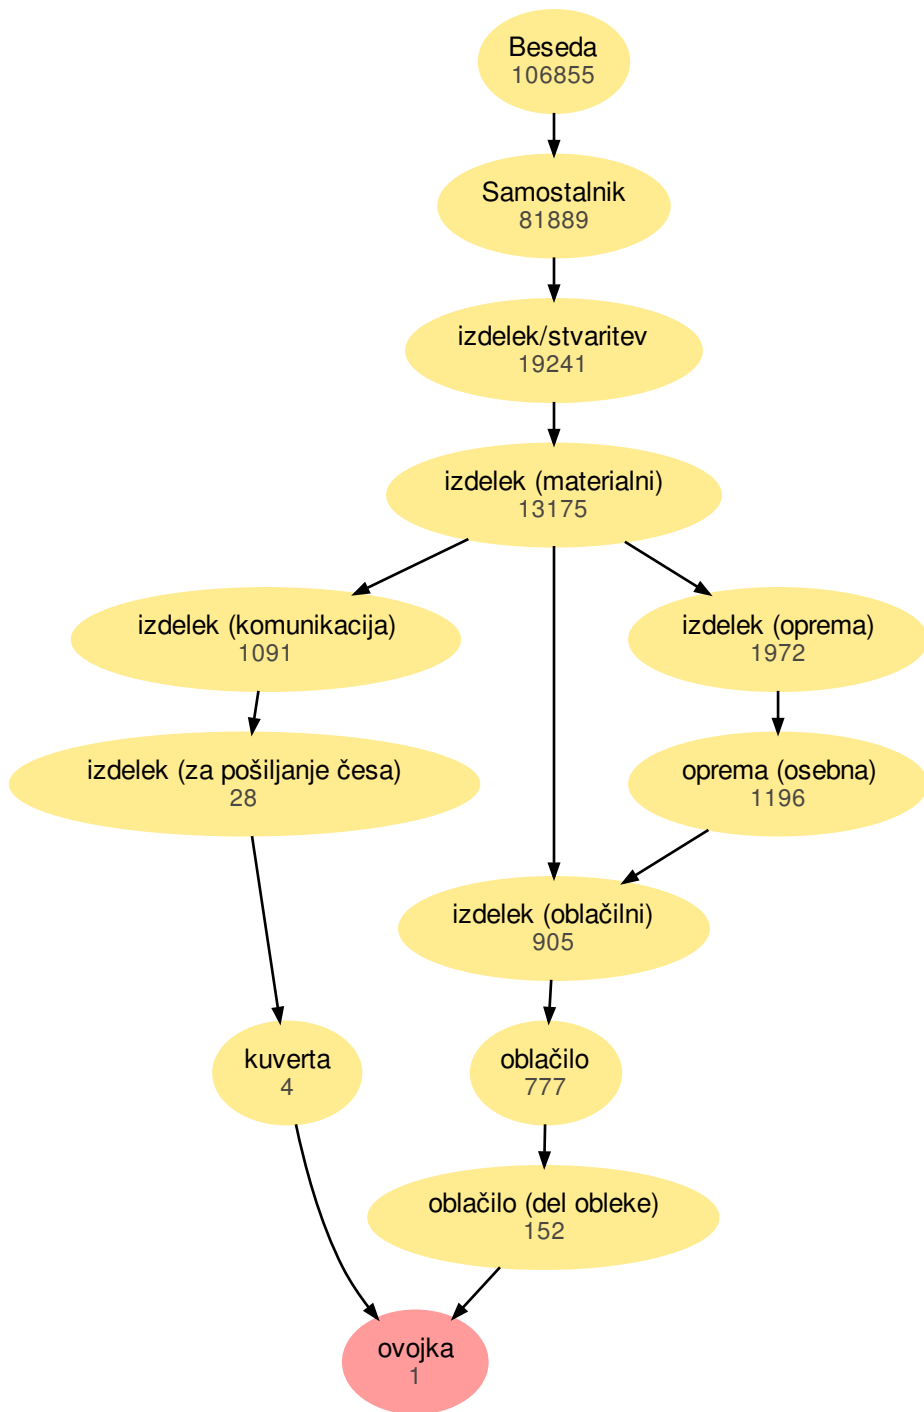 Beseda
106855
Samostalnik
81889
izdelek/stvaritev
19241
izdelek (materialni)
13175
izdelek (komunikacija)
1091
izdelek (oprema)
1972
izdelek (za pošiljanje česa)
28
oprema (osebna)
1196
izdelek (oblačilni)
905
kuverta
4
oblačilo
777
oblačilo (del obleke)
152
ovojka
1